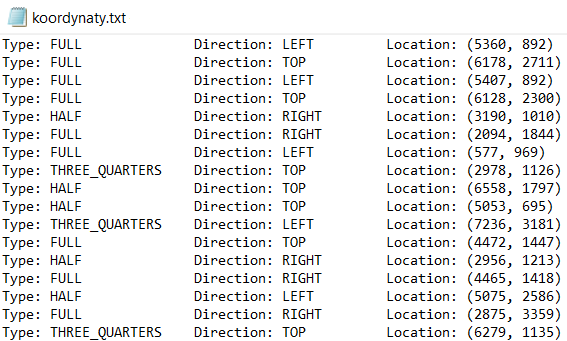 koordynaty.txt
Type: FULL Direction: LEFT Location: (5360, 892)
Type: FULL Direction: TOP Location: (6178, 2711)
Type: FULL Direction: LEFT Location: (5407, 892)
Type: FULL Direction: TOP Location: (6128, 2300)
Type: HALF Direction: RIGHT Location: (3190, 1010)
Type: FULL Direction: RIGHT Location: (2094, 1844)
Type: FULL Direction: LEFT Location: (577, 969)
Type: THREE_QUARTERS Direction: TOP Location: (2978, 1126)
Type: HALF Direction: TOP Location: (6558, 1797)
Type: HALF Direction: TOP Location: (5053, 695)
Type: THREE_QUARTERS Direction: LEFT Location: (7236, 3181)
Type: FULL Direction: TOP Location: (4472, 1447)
Type: HALF Direction: RIGHT Location: (2956, 1213)
Type: FULL Direction: RIGHT Location: (4465, 1418)
Type: HALF Direction: LEFT Location: (5075, 2586)
Type: FULL Direction: RIGHT Location: (2875, 3359)
Type: THREE_QUARTERS Direction: TOP Location: (6279, 1135)